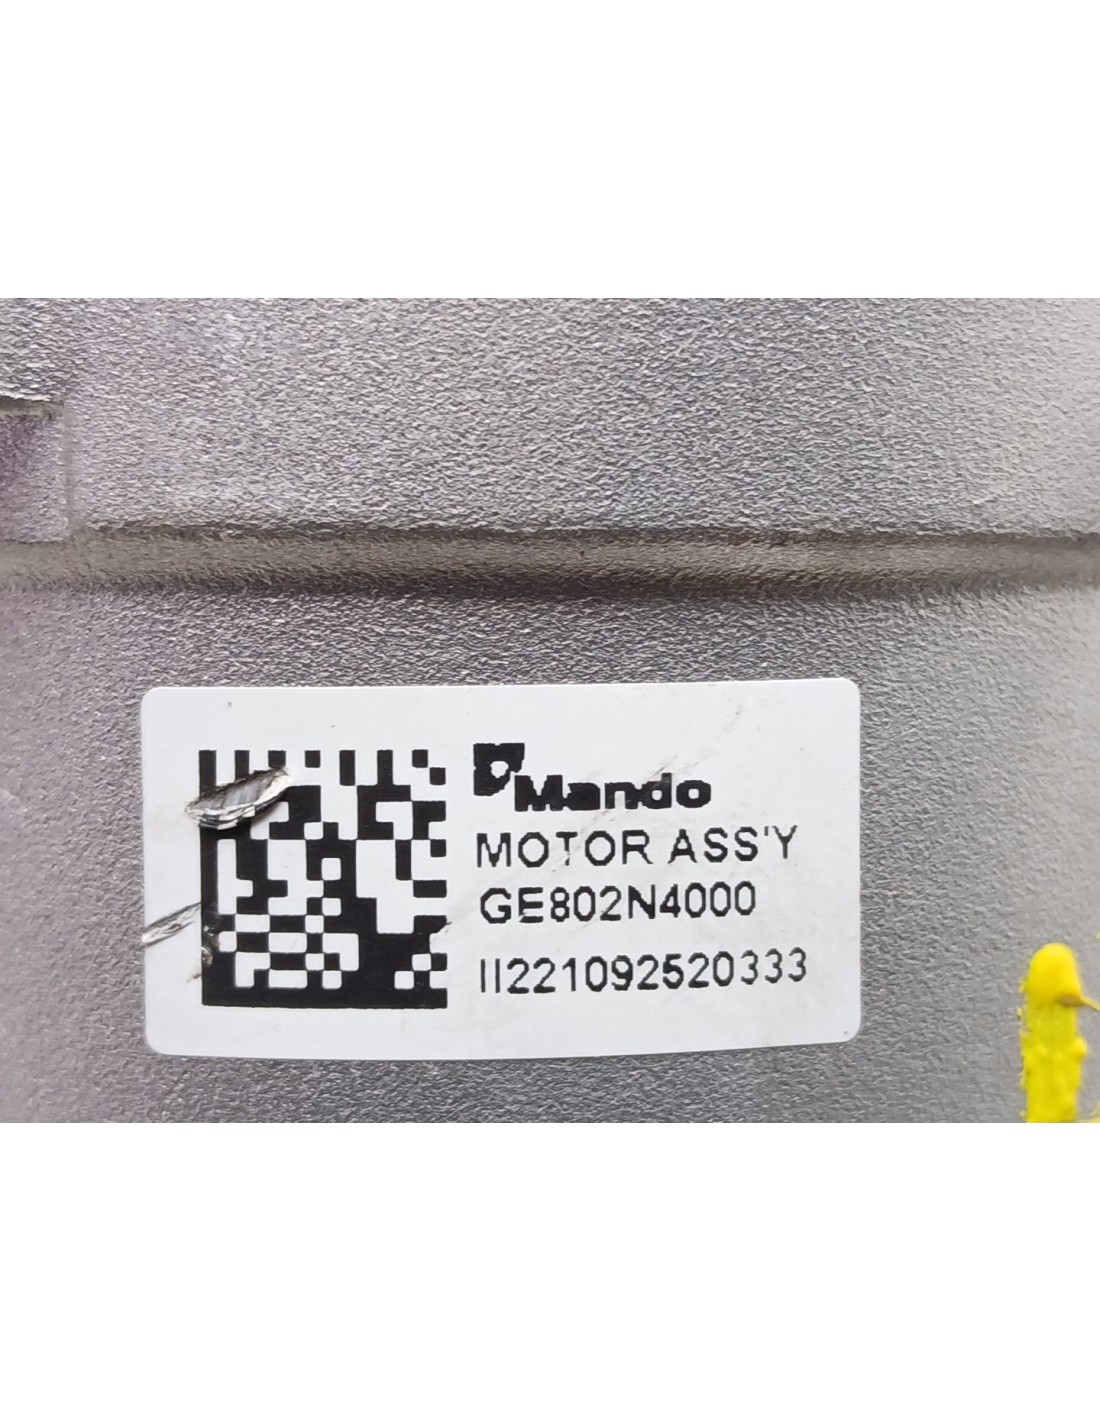 Mando
MOTOR ASS'Y
GE802N4000
II221092520333